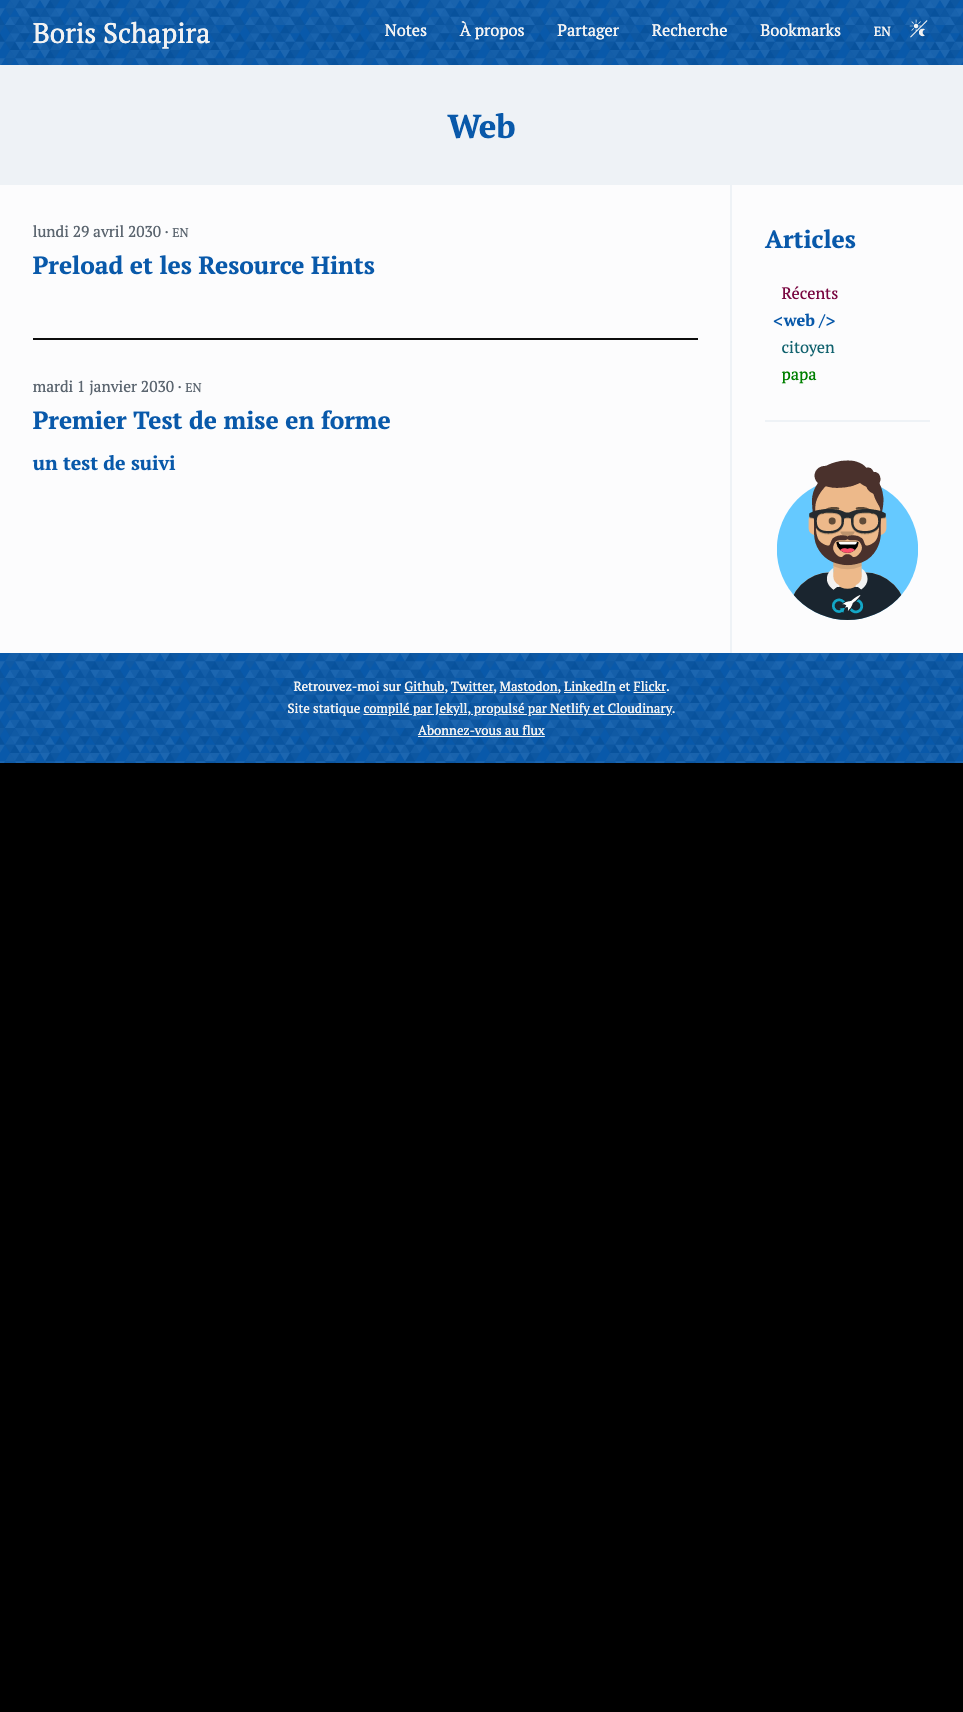 Boris Schapira
Notes À propos Partager Recherche Bookmarks EN
Web
lundi 29 avril 2030 · EN
Preload et les Resource Hints
mardi 1 janvier 2030 · EN
Premier Test de mise en forme
un test de suivi
Articles
Récents
<web />
citoyen
papa
Retrouvez-moi sur Github, Twitter, Mastodon, LinkedIn et Flickr.
Site statique compilé par Jekyll, propulsé par Netlify et Cloudinary.
Abonnez-vous au flux